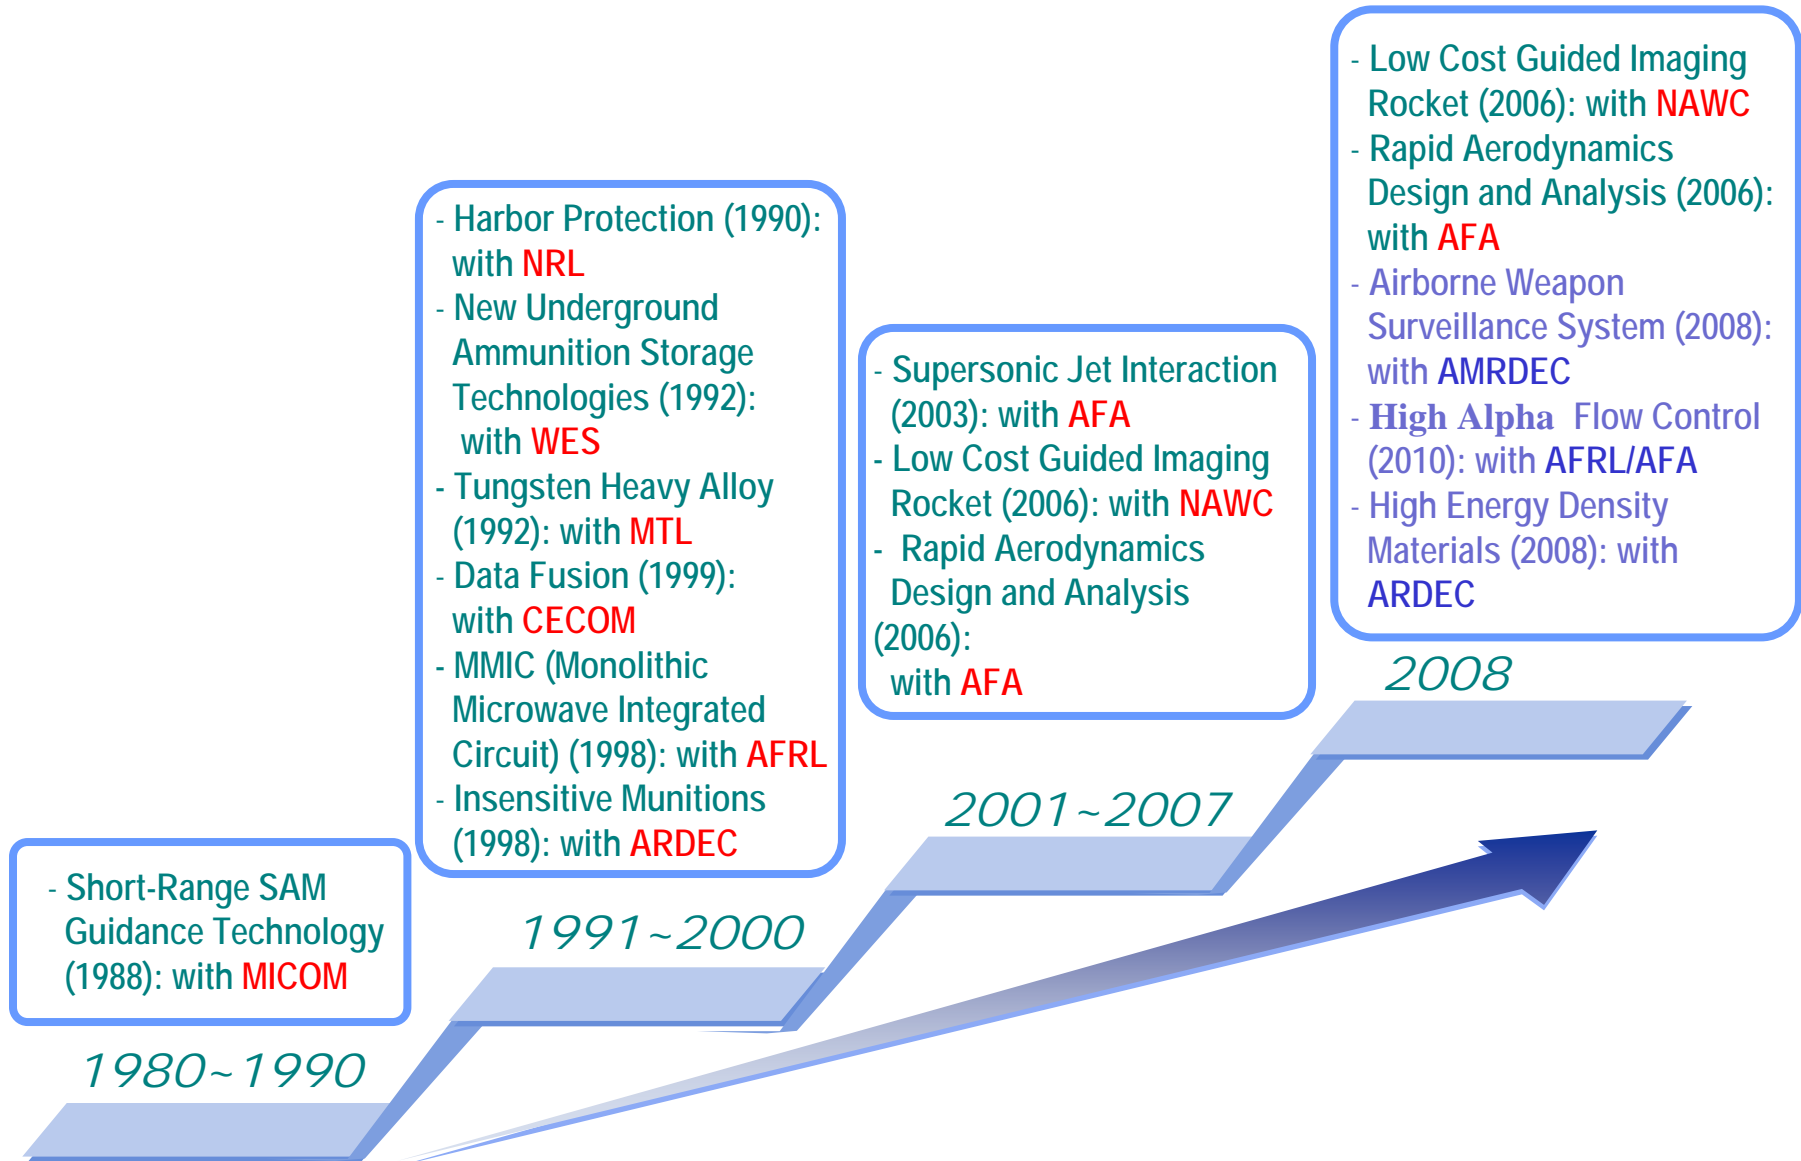 - Short-Range SAM
Guidance Technology
(1988): with MICOM
1980~1990
- Harbor Protection (1990):
with NRL
- New Underground
Ammunition Storage
Technologies (1992):
with WES
- Tungsten Heavy Alloy
(1992): with MTL
- Data Fusion (1999):
with CECOM
- MMIC (Monolithic
Microwave Integrated
Circuit) (1998): with AFRL
- Insensitive Munitions
(1998): with ARDEC
1991~2000
- Supersonic Jet Interaction
(2003): with AFA
- Low Cost Guided Imaging
Rocket (2006): with NAWC
- Rapid Aerodynamics
Design and Analysis
(2006):
with AFA
2001~2007
- Low Cost Guided Imaging
Rocket (2006): with NAWC
- Rapid Aerodynamics
Design and Analysis (2006):
with AFA
- Airborne Weapon
Surveillance System (2008):
with AMRDEC
- High Alpha Flow Control
(2010): with AFRL/AFA
- High Energy Density
Materials (2008): with
ARDEC
2008